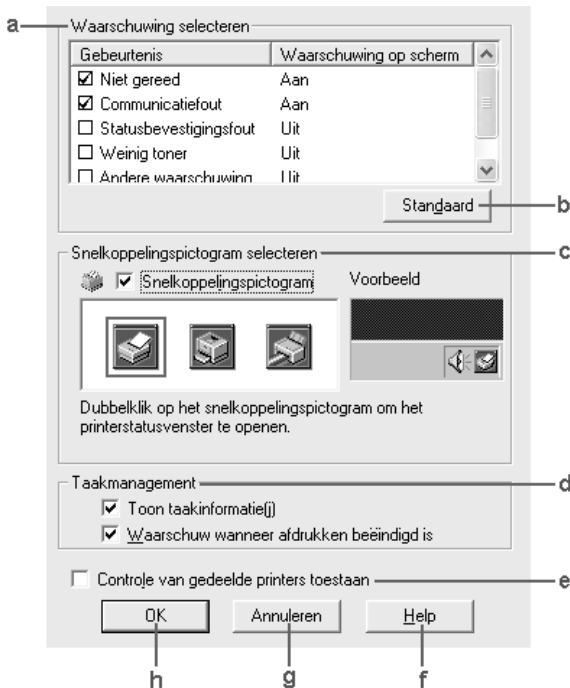 a
Waarschuwing selecteren
Gebeurtenis Waarschuwing op scherm
Niet gereed Aan
Communicatiefout Aan
Statusbevestigingsfout Uit
Weinig toner Uit
Andere waarschuwing Uit
Standaard
b
Snelkoppelingspictogram selecteren
c
Snelkoppelingspictogram
Voorbeeld
Dubbelklik op het snelkoppelingspictogram om het
printerstatusvenster te openen.
Taakmanagement
d
Toon taakinformatie(j)
Waarschuw wanneer afdrukken beëindigd is
Controle van gedeelde printers toestaan
e
OK Annuleren Help
h g f